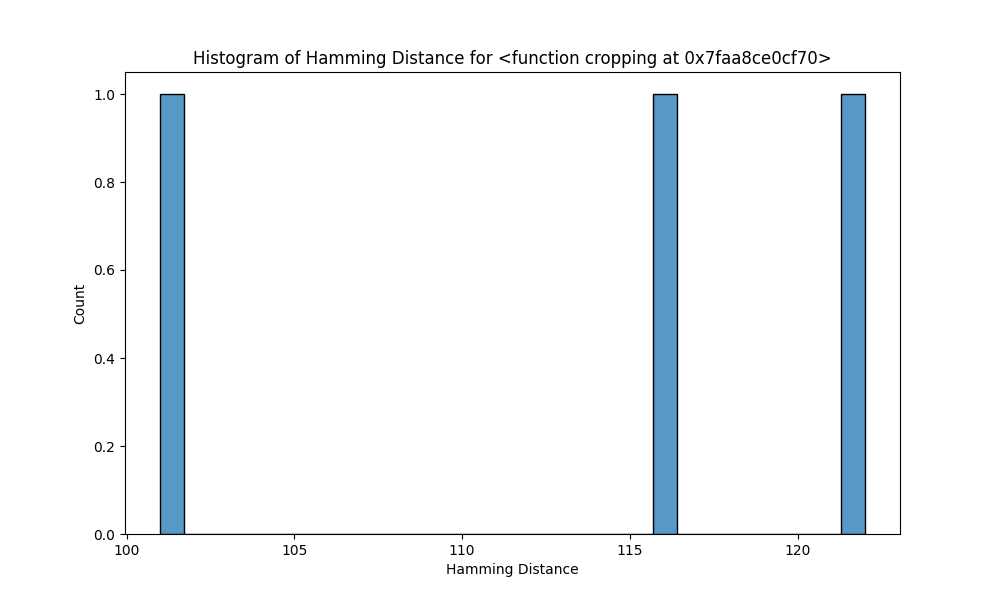 Histogram of Hamming Distance for <function cropping at 0x7faa8ce0cf70>
1.0
0.8
0.6
0.4
0.2
0.0
Count
100 105 110 115 120
Hamming Distance